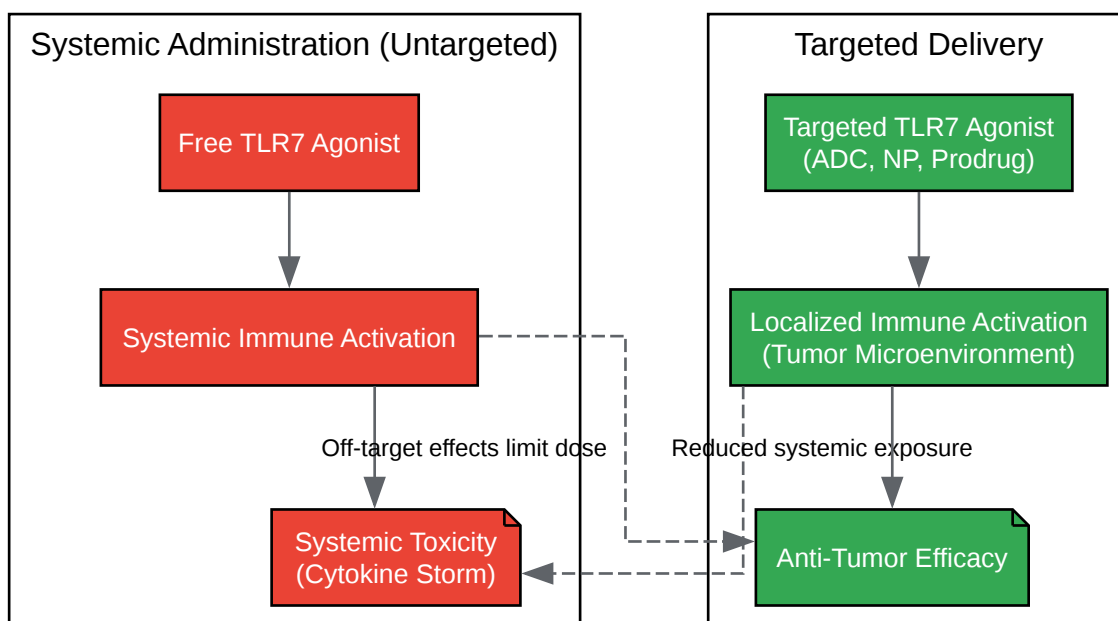 Systemic Administration (Untargeted)
Free TLR7 Agonist
Systemic Immune Activation
Off-target effects limit dose
Systemic Toxicity
(Cytokine Storm)
Targeted Delivery
Targeted TLR7 Agonist
(ADC, NP, Prodrug)
Localized Immune Activation
(Tumor Microenvironment)
Reduced systemic exposure
Anti-Tumor Efficacy